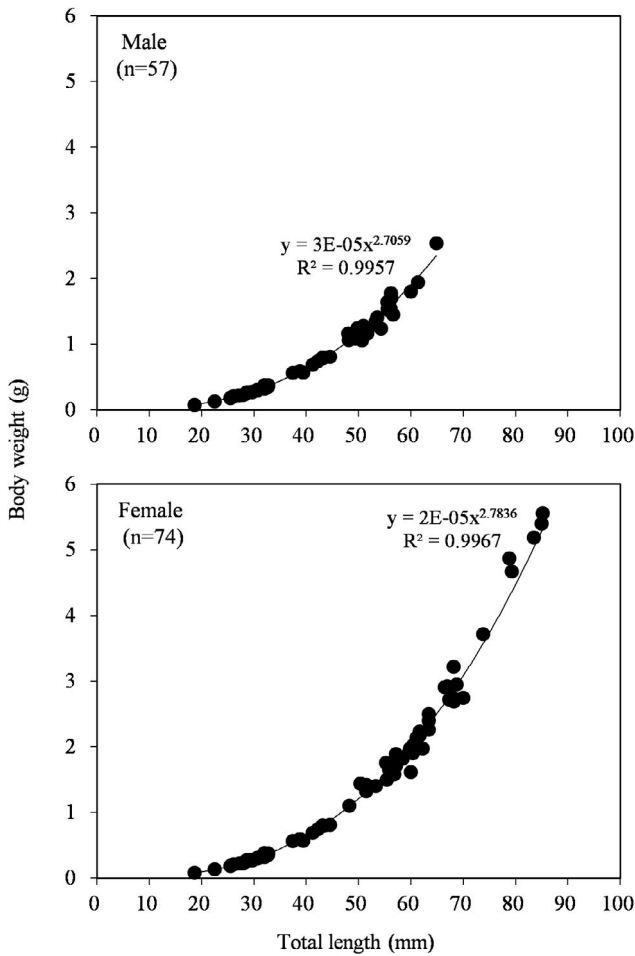 6
Male
(n=57)
5
4
3
y = 3E-05x^2.7059
R² = 0.9957
2
1
0
0 10 20 30 40 50 60 70 80 90 100
Body weight (g)
6
Female
(n=74)
y = 2E-05x^2.7836
R² = 0.9967
5
4
3
2
1
0
0 10 20 30 40 50 60 70 80 90 100
Total length (mm)